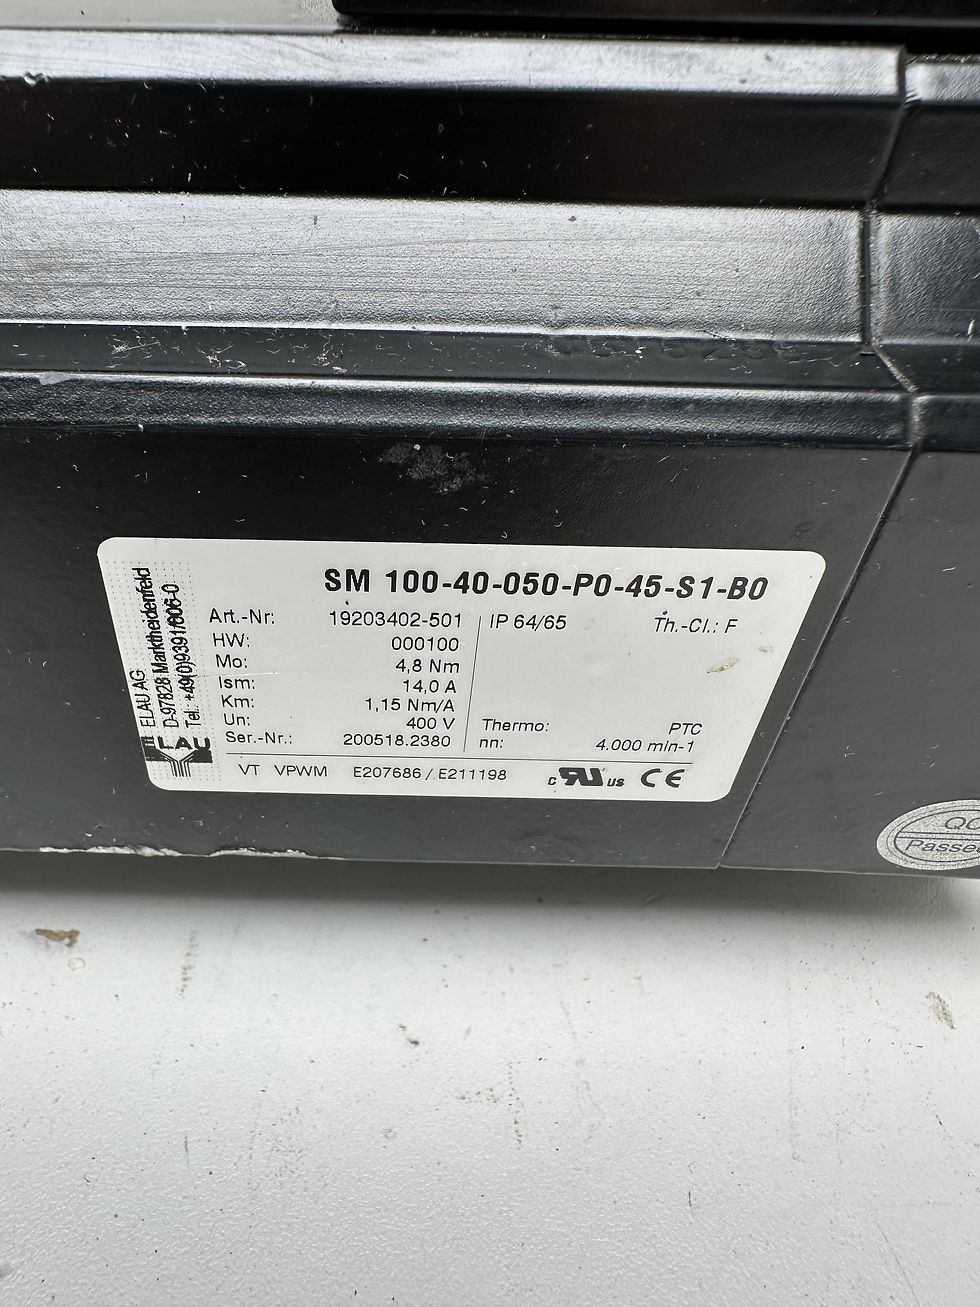 SM 100-40-050-P0-45-S1-B0
Art.-Nr: 19203402-501 IP 64/65 Th.-Cl.: F
HW: 000100
Mo: 4,8 Nm
Ism: 14,0 A
Km: 1,15 Nm/A
Un: 400 V Thermo: PTC
Ser.-Nr.: 200518.2380 nn: 4.000 min-1
VT VPWM E207686 / E211198 c RU US CE
ELAU AG
D-97828 Marktheidenfeld
Tel.: +49(0)9391/606-0
ELAU
QC
Passed